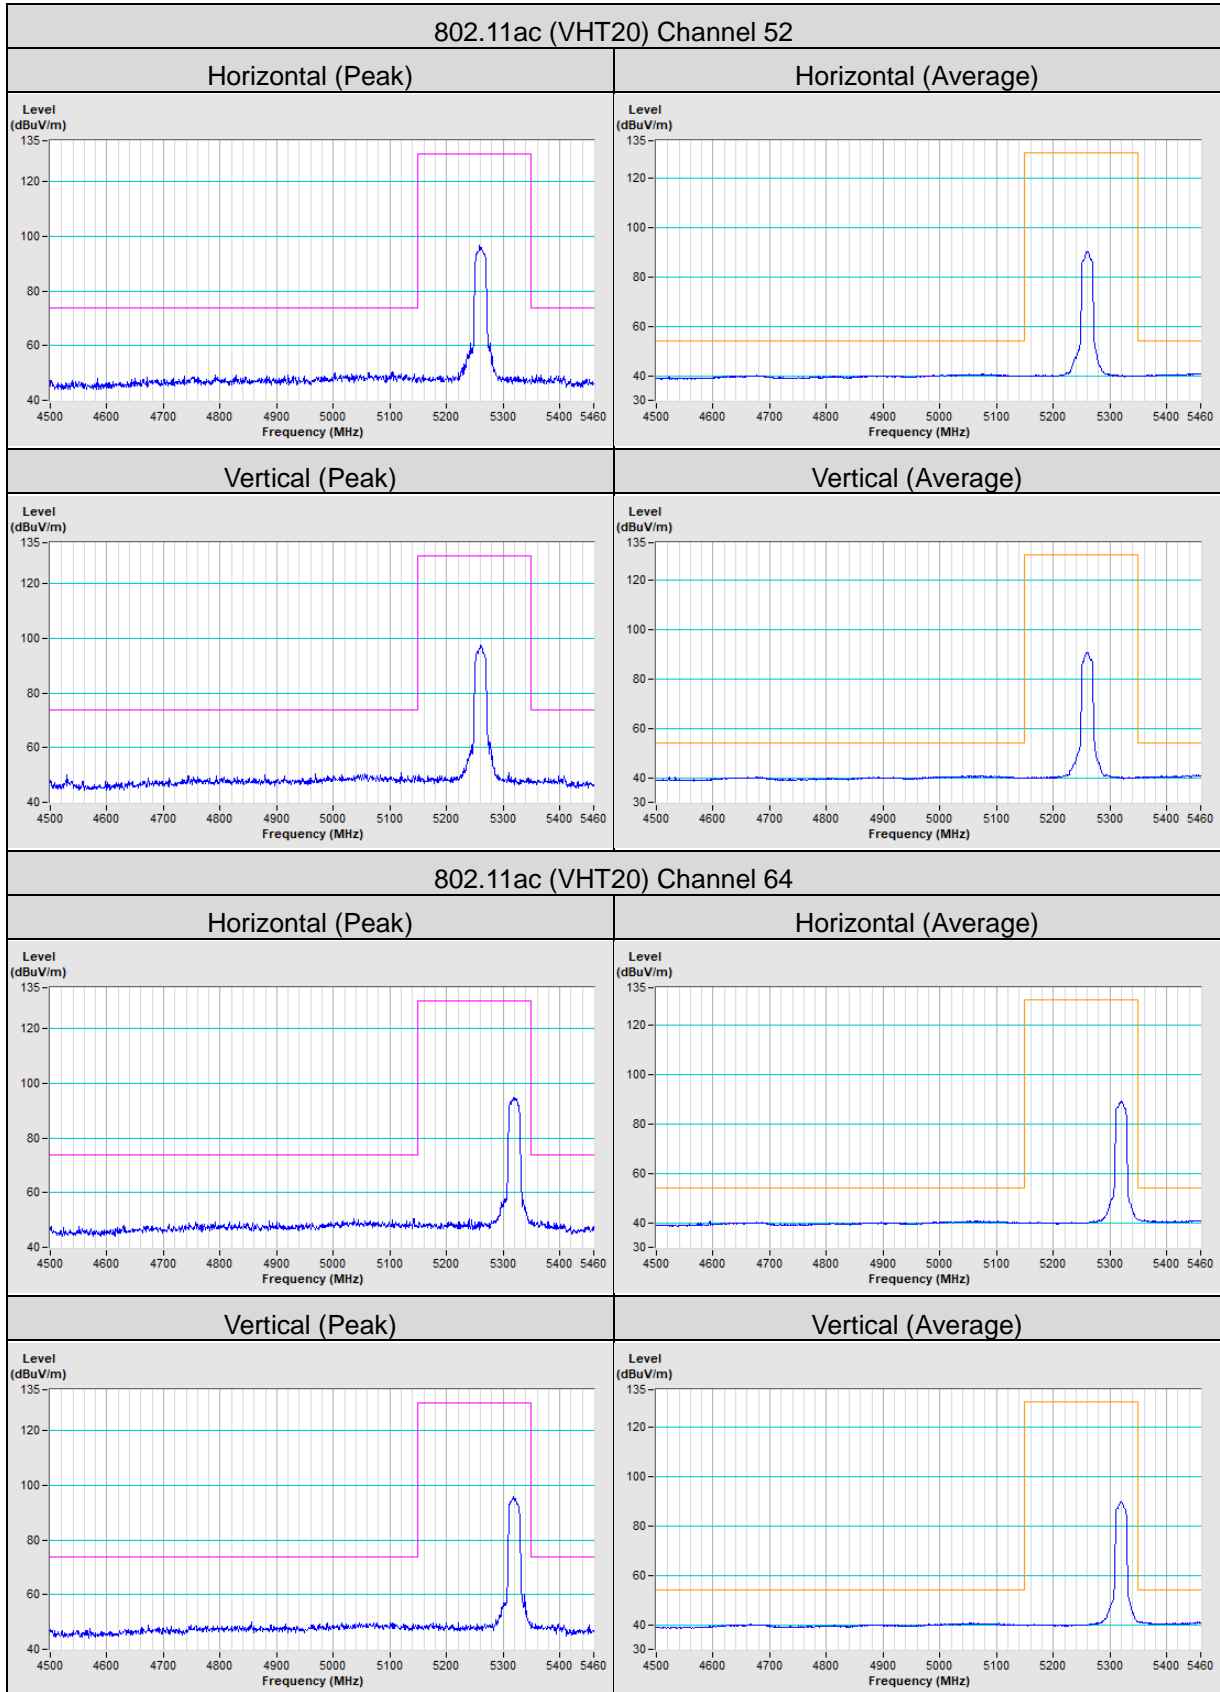 802.11ac (VHT20) Channel 52
Horizontal (Peak)
Horizontal (Average)
Level
(dBuV/m)
135
120
100
80
60
40
4500 4600 4700 4800 4900 5000 5100 5200 5300 5400 5460
Frequency (MHz)
Level
(dBuV/m)
135
120
100
80
60
40
30
4500 4600 4700 4800 4900 5000 5100 5200 5300 5400 5460
Frequency (MHz)
Vertical (Peak)
Vertical (Average)
Level
(dBuV/m)
135
120
100
80
60
40
4500 4600 4700 4800 4900 5000 5100 5200 5300 5400 5460
Frequency (MHz)
Level
(dBuV/m)
135
120
100
80
60
40
30
4500 4600 4700 4800 4900 5000 5100 5200 5300 5400 5460
Frequency (MHz)
802.11ac (VHT20) Channel 64
Horizontal (Peak)
Horizontal (Average)
Level
(dBuV/m)
135
120
100
80
60
40
4500 4600 4700 4800 4900 5000 5100 5200 5300 5400 5460
Frequency (MHz)
Level
(dBuV/m)
135
120
100
80
60
40
30
4500 4600 4700 4800 4900 5000 5100 5200 5300 5400 5460
Frequency (MHz)
Vertical (Peak)
Vertical (Average)
Level
(dBuV/m)
135
120
100
80
60
40
4500 4600 4700 4800 4900 5000 5100 5200 5300 5400 5460
Frequency (MHz)
Level
(dBuV/m)
135
120
100
80
60
40
30
4500 4600 4700 4800 4900 5000 5100 5200 5300 5400 5460
Frequency (MHz)